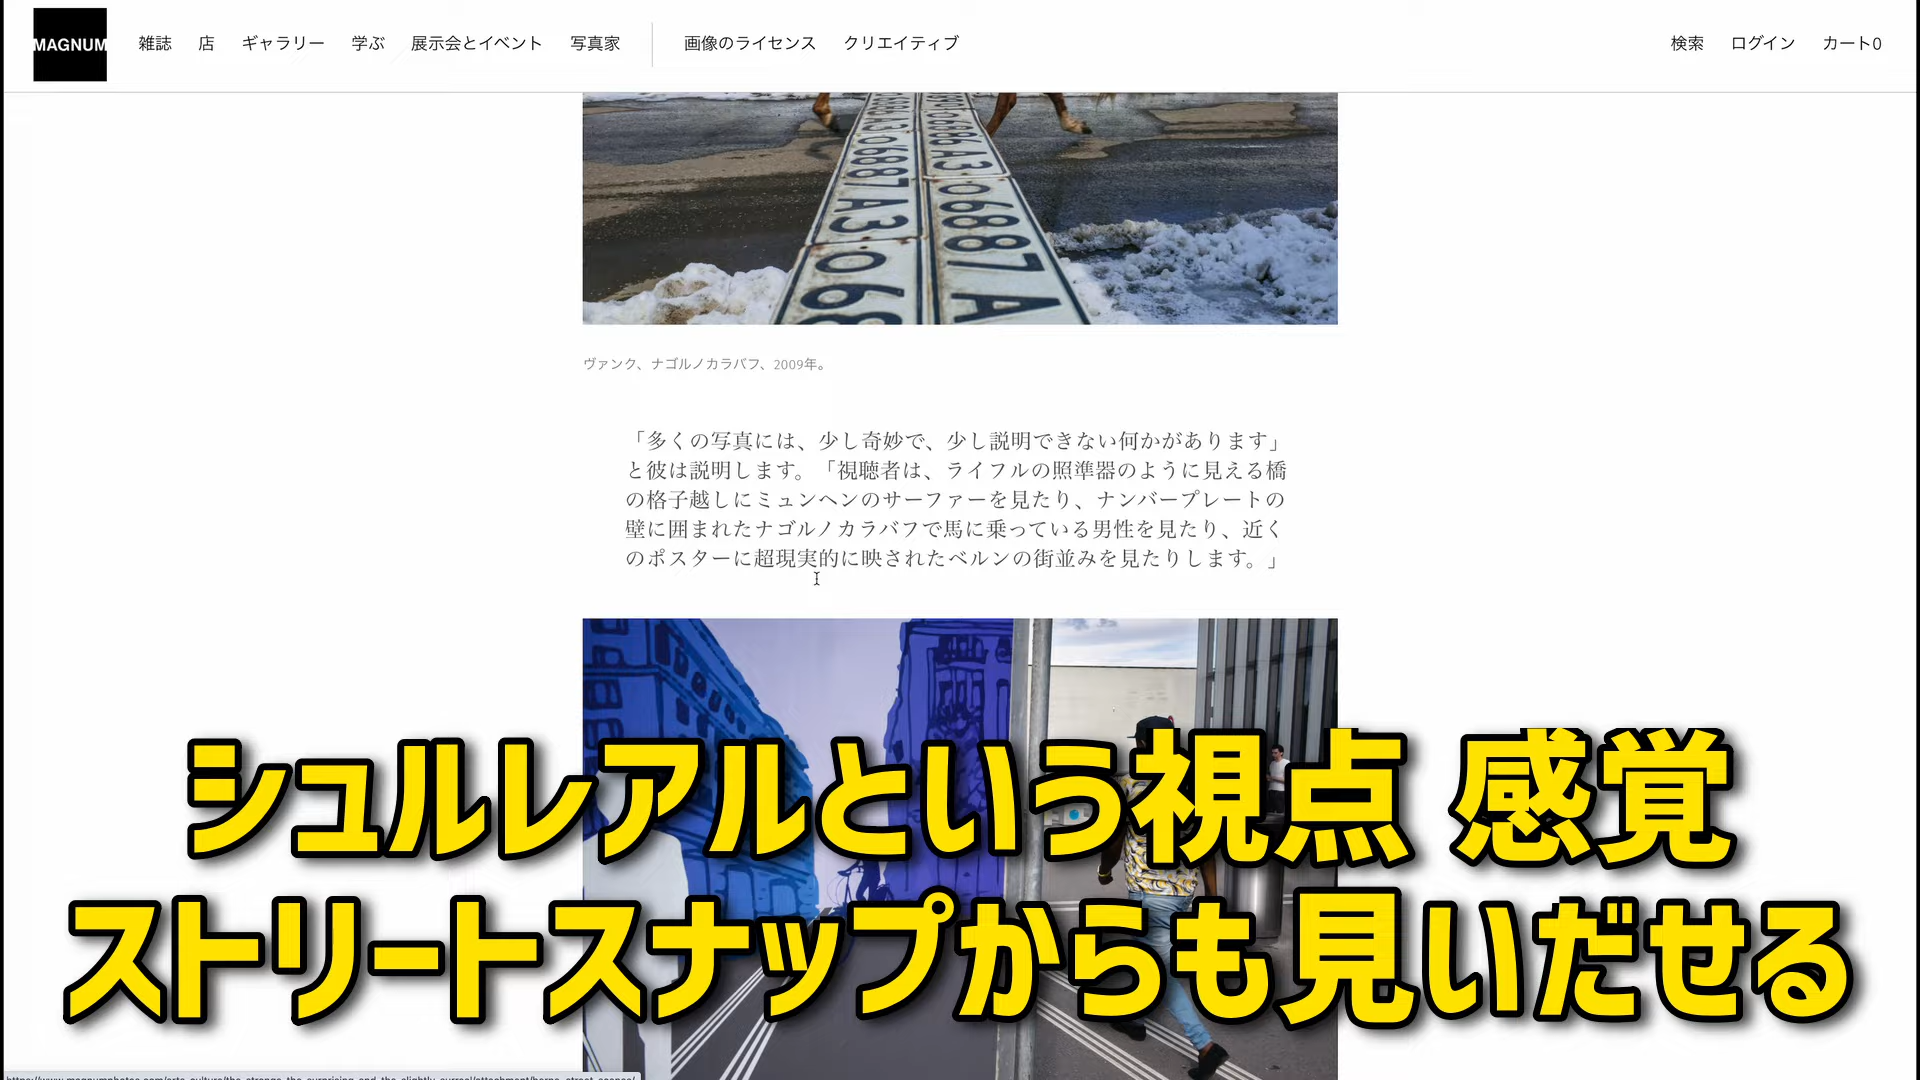 MAGNUM 雑誌 店 ギャラリー 学ぶ 展示会とイベント 写真家 画像のライセンス クリエイティブ 検索 ログイン カート0
ヴァンク、ナゴルノカラバフ、2009年。
「多くの写真には、少し奇妙で、少し説明できない何かがあります」
と彼は説明します。「視聴者は、ライフルの照準器のように見える橋
の格子越しにミュンヘンのサーファーを見たり、ナンバープレートの
壁に囲まれたナゴルノカラバフで馬に乗っている男性を見たり、近く
のポスターに超現実的に映されたベルンの街並みを見たりします。」
シュルレアルという視点 感覚
ストリートスナップからも見いだせる